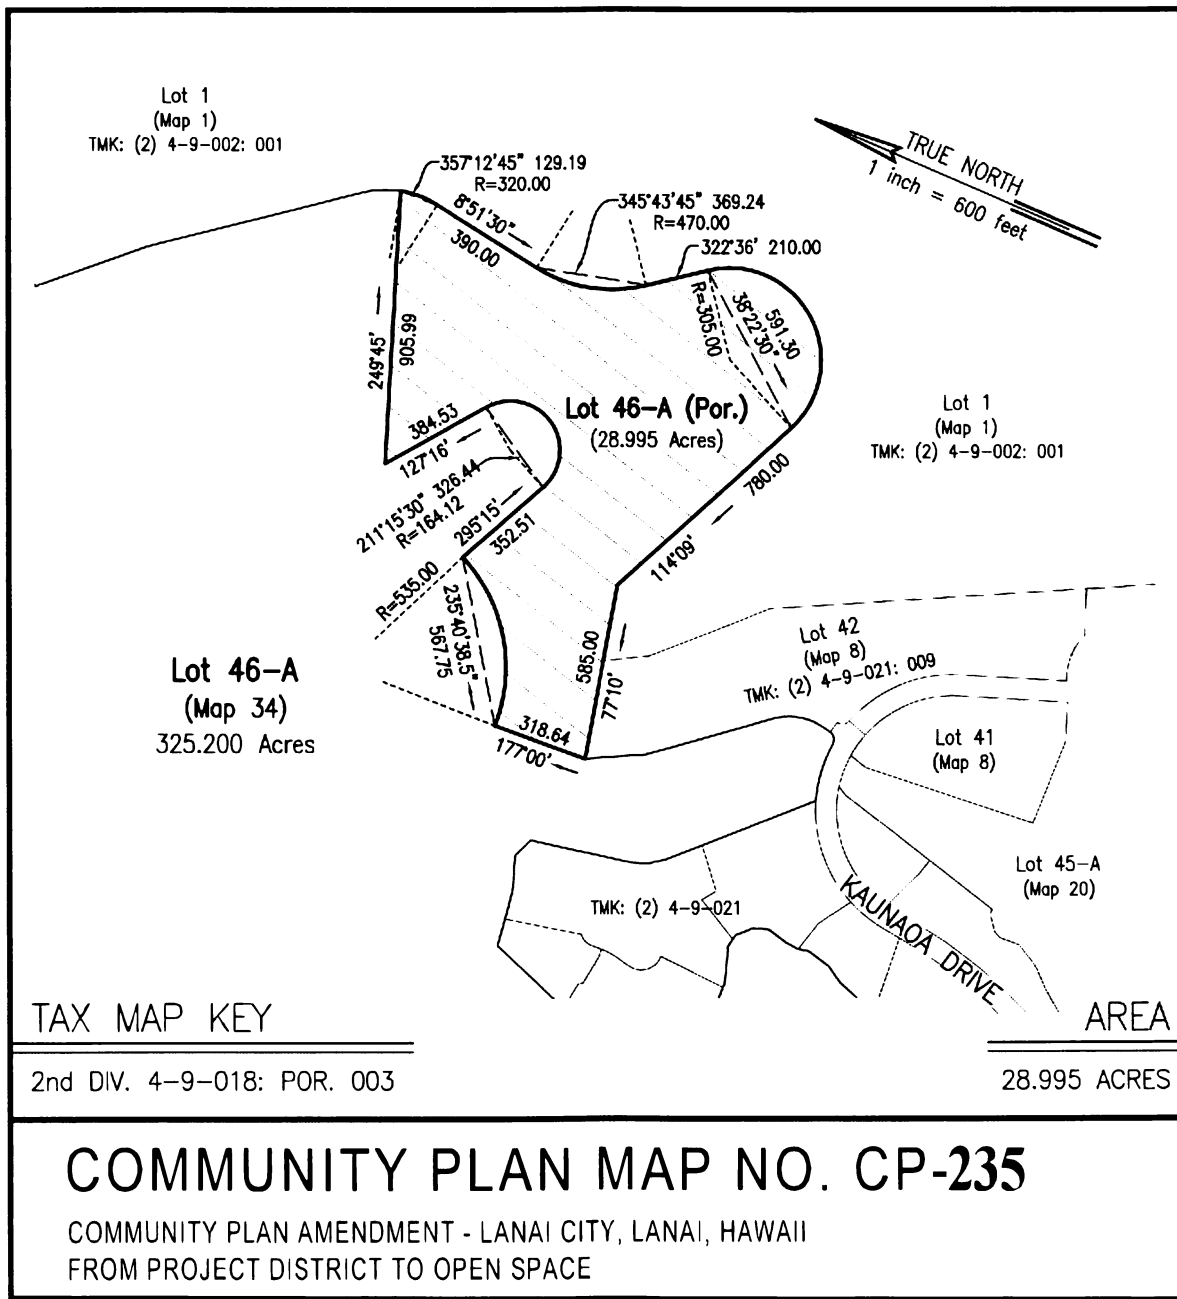 Lot 1
(Map 1)
TMK: (2) 4-9-002: 001
357°12'45" 129.19
R=320.00
8°51'30"
390.00
345°43'45" 369.24
R=470.00
322°36' 210.00
TRUE NORTH
1 inch = 600 feet
R=305.00
38°22'30"
591.30
249°45'
905.99
Lot 46-A (Por.)
(28.995 Acres)
384.53
127°16'
211°15'30" 326.44
R=164.12
295°15'
352.51
780.00
114°09'
Lot 1
(Map 1)
TMK: (2) 4-9-002: 001
R=535.00
235°40'38.5"
567.75
585.00
77°10'
318.64
177°00'
Lot 46-A
(Map 34)
325.200 Acres
Lot 42
(Map 8)
TMK: (2) 4-9-021: 009
Lot 41
(Map 8)
Lot 45-A
(Map 20)
TMK: (2) 4-9-021
KAUNAOA DRIVE
TAX MAP KEY
2nd DIV. 4-9-018: POR. 003
AREA
28.995 ACRES
COMMUNITY PLAN MAP NO. CP-235
COMMUNITY PLAN AMENDMENT - LANAI CITY, LANAI, HAWAII
FROM PROJECT DISTRICT TO OPEN SPACE